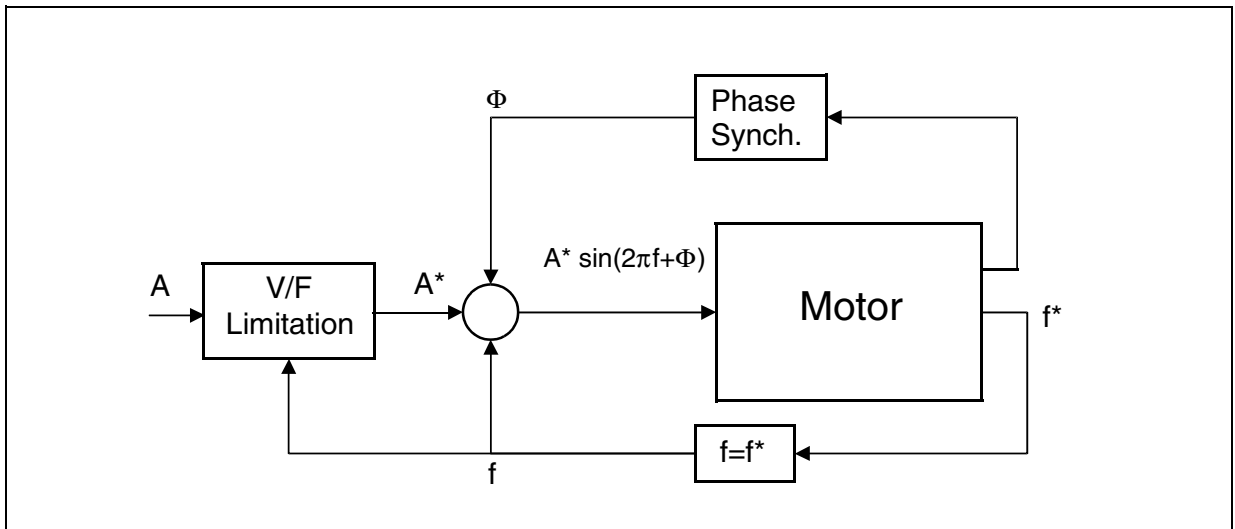 Φ
Phase
Synch.
A
V/F
Limitation
A*
A* sin(2πf+Φ)
Motor
f*
f=f*
f